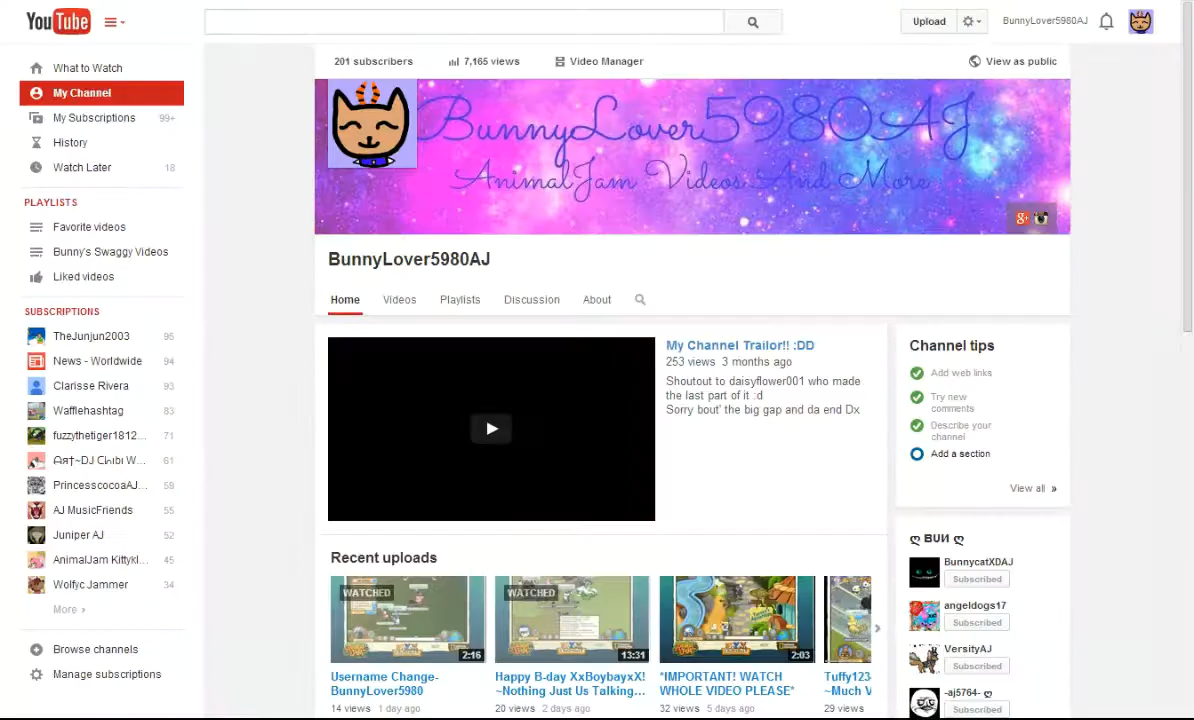 YouTube
Upload
BunnyLover5980AJ
What to Watch
My Channel
My Subscriptions 99+
History
Watch Later 18
PLAYLISTS
Favorite videos
Bunny's Swaggy Videos
Liked videos
SUBSCRIPTIONS
TheJunjun2003 95
News - Worldwide 94
Clarisse Rivera 93
Wafflehashtag 83
fuzzythetiger1812... 71
61
PrincesscocoaAJ... 58
AJ MusicFriends 55
Juniper AJ 52
AnimalJam Kittykl... 45
Wolfyc Jammer 34
More ›
Browse channels
Manage subscriptions
201 subscribers 7,165 views Video Manager View as public
BunnyLover5980AJ
AnimalJam Videos And More
BunnyLover5980AJ
Home Videos Playlists Discussion About
My Channel Trailor!! :DD
253 views 3 months ago
Shoutout to daisyflower001 who made
the last part of it :d
Sorry bout' the big gap and da end Dx
Channel tips
Add web links
Try new
comments
Describe your
channel
Add a section
View all »
Recent uploads
WATCHED
2:16
Username Change-
BunnyLover5980
14 views 1 day ago
WATCHED
13:31
Happy B-day XxBoybayxX!
~Nothing Just Us Talking...
20 views 2 days ago
2:03
*IMPORTANT! WATCH
WHOLE VIDEO PLEASE*
32 views 5 days ago
Tuffy123
~Much V
29 views
ღ BUИ ღ
BunnycatXDAJ
Subscribed
angeldogs17
Subscribed
VersityAJ
Subscribed
-aj5764- ღ
Subscribed